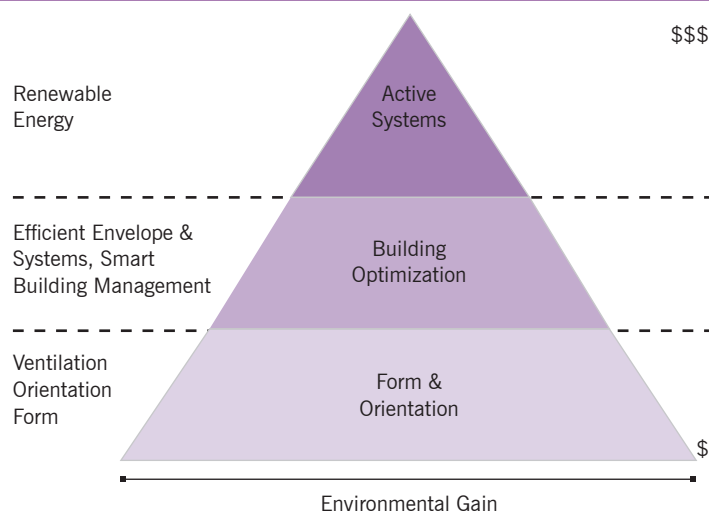 $$$
Renewable
Energy
Active
Systems
Efficient Envelope &
Systems, Smart
Building Management
Building
Optimization
Ventilation
Orientation
Form
Form &
Orientation
$
Environmental Gain